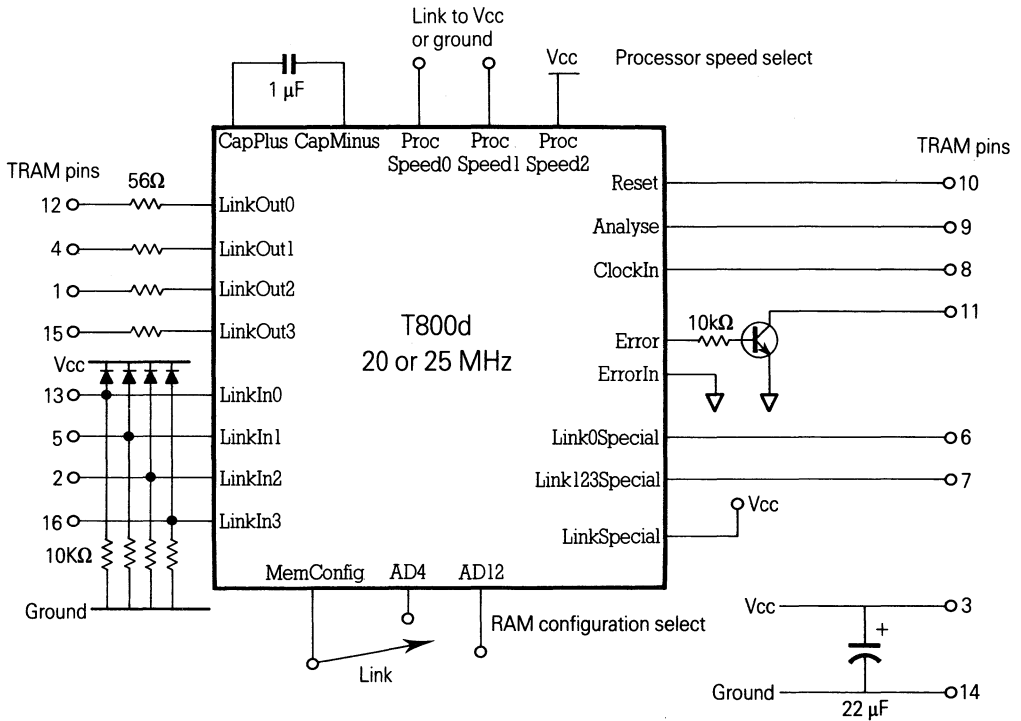 Link to Vcc
or ground
Vcc
Processor speed select
1 µF
CapPlus
CapMinus
Proc
Speed0
Proc
Speed1
Proc
Speed2
TRAM pins
TRAM pins
56Ω
12
LinkOut0
4
LinkOut1
1
LinkOut2
15
LinkOut3
Vcc
13
LinkIn0
5
LinkIn1
2
LinkIn2
16
LinkIn3
10KΩ
Ground
T800d
20 or 25 MHz
Reset
10
Analyse
9
ClockIn
8
11
Error
10kΩ
ErrorIn
Link0Special
6
Link123Special
7
LinkSpecial
Vcc
MemConfig
AD4
AD12
RAM configuration select
Link
Vcc
3
+
Ground
14
22 µF